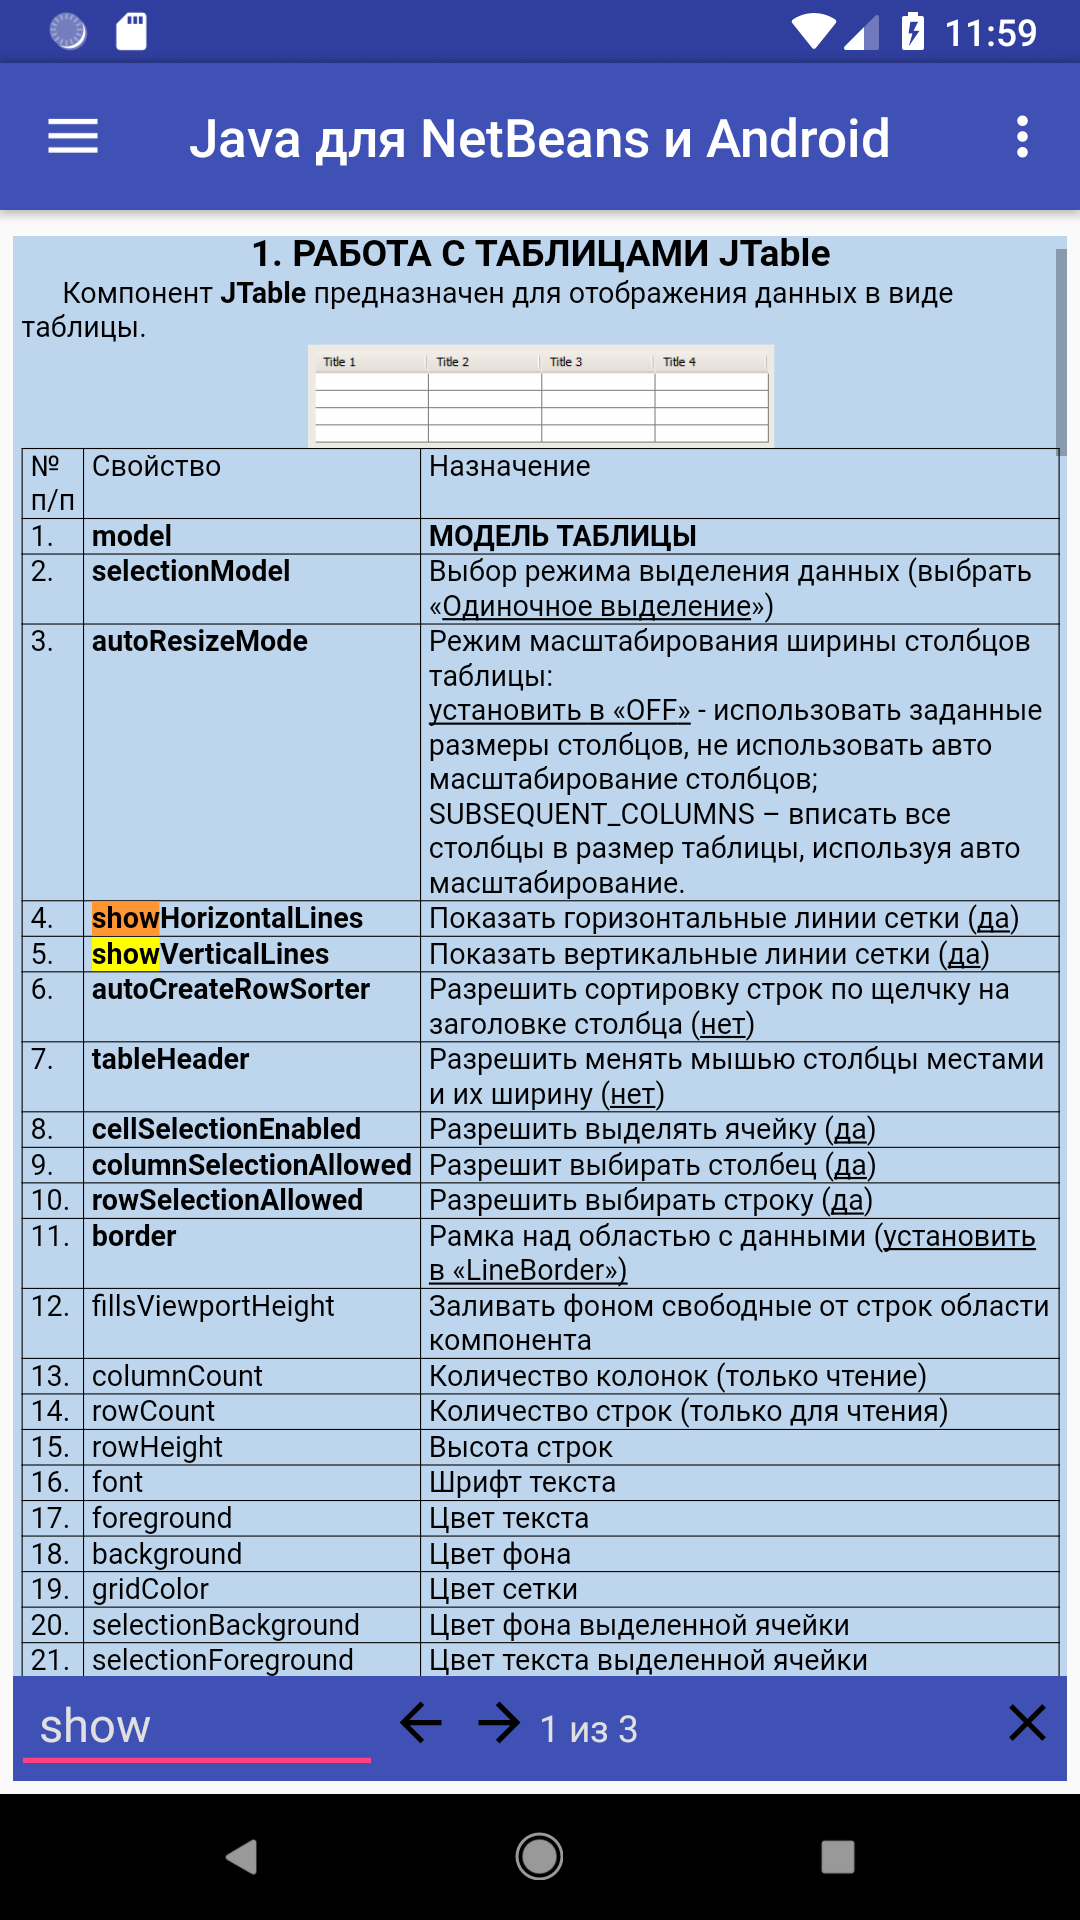 11:59
Java для NetBeans и Android
1. РАБОТА С ТАБЛИЦАМИ JTable
Компонент JTable предназначен для отображения данных в виде
таблицы.
Title 1 Title 2 Title 3 Title 4
№ п/п Свойство Назначение
1. model МОДЕЛЬ ТАБЛИЦЫ
2. selectionModel Выбор режима выделения данных (выбрать
«Одиночное выделение»)
3. autoResizeMode Режим масштабирования ширины столбцов
таблицы:
установить в «OFF» - использовать заданные
размеры столбцов, не использовать авто
масштабирование столбцов;
SUBSEQUENT_COLUMNS – вписать все
столбцы в размер таблицы, используя авто
масштабирование.
4. showHorizontalLines Показать горизонтальные линии сетки (да)
5. showVerticalLines Показать вертикальные линии сетки (да)
6. autoCreateRowSorter Разрешить сортировку строк по щелчку на
заголовке столбца (нет)
7. tableHeader Разрешить менять мышью столбцы местами
и их ширину (нет)
8. cellSelectionEnabled Разрешить выделять ячейку (да)
9. columnSelectionAllowed Разрешит выбирать столбец (да)
10. rowSelectionAllowed Разрешить выбирать строку (да)
11. border Рамка над областью с данными (установить
в «LineBorder»)
12. fillsViewportHeight Заливать фоном свободные от строк области
компонента
13. columnCount Количество колонок (только чтение)
14. rowCount Количество строк (только для чтения)
15. rowHeight Высота строк
16. font Шрифт текста
17. foreground Цвет текста
18. background Цвет фона
19. gridColor Цвет сетки
20. selectionBackground Цвет фона выделенной ячейки
21. selectionForeground Цвет текста выделенной ячейки
show 1 из 3